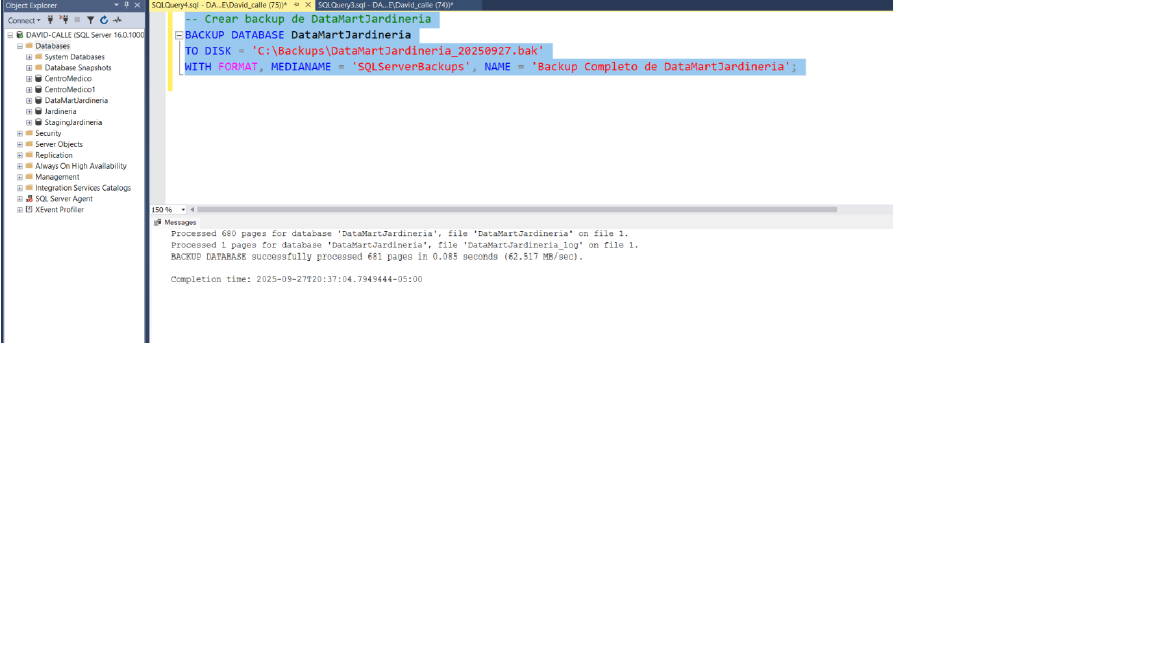 Object Explorer
Connect
DAVID-CALLE (SQL Server 16.0.1000
Databases
System Databases
Database Snapshots
CentroMedico
CentroMedico1
DataMartJardineria
Jardineria
StagingJardineria
Security
Server Objects
Replication
Always On High Availability
Management
Integration Services Catalogs
SQL Server Agent
XEvent Profiler
SQLQuery4.sql - DA...E\David_calle (75))* SQLQuery3.sql - DA...E\David_calle (74))*
-- Crear backup de DataMartJardineria
BACKUP DATABASE DataMartJardineria
TO DISK = 'C:\Backups\DataMartJardineria_20250927.bak'
WITH FORMAT, MEDIANAME = 'SQLServerBackups', NAME = 'Backup Completo de DataMartJardineria';
150 %
Messages
Processed 680 pages for database 'DataMartJardineria', file 'DataMartJardineria' on file 1.
Processed 1 pages for database 'DataMartJardineria', file 'DataMartJardineria_log' on file 1.
BACKUP DATABASE successfully processed 681 pages in 0.085 seconds (62.517 MB/sec).
Completion time: 2025-09-27T20:37:04.7949444-05:00